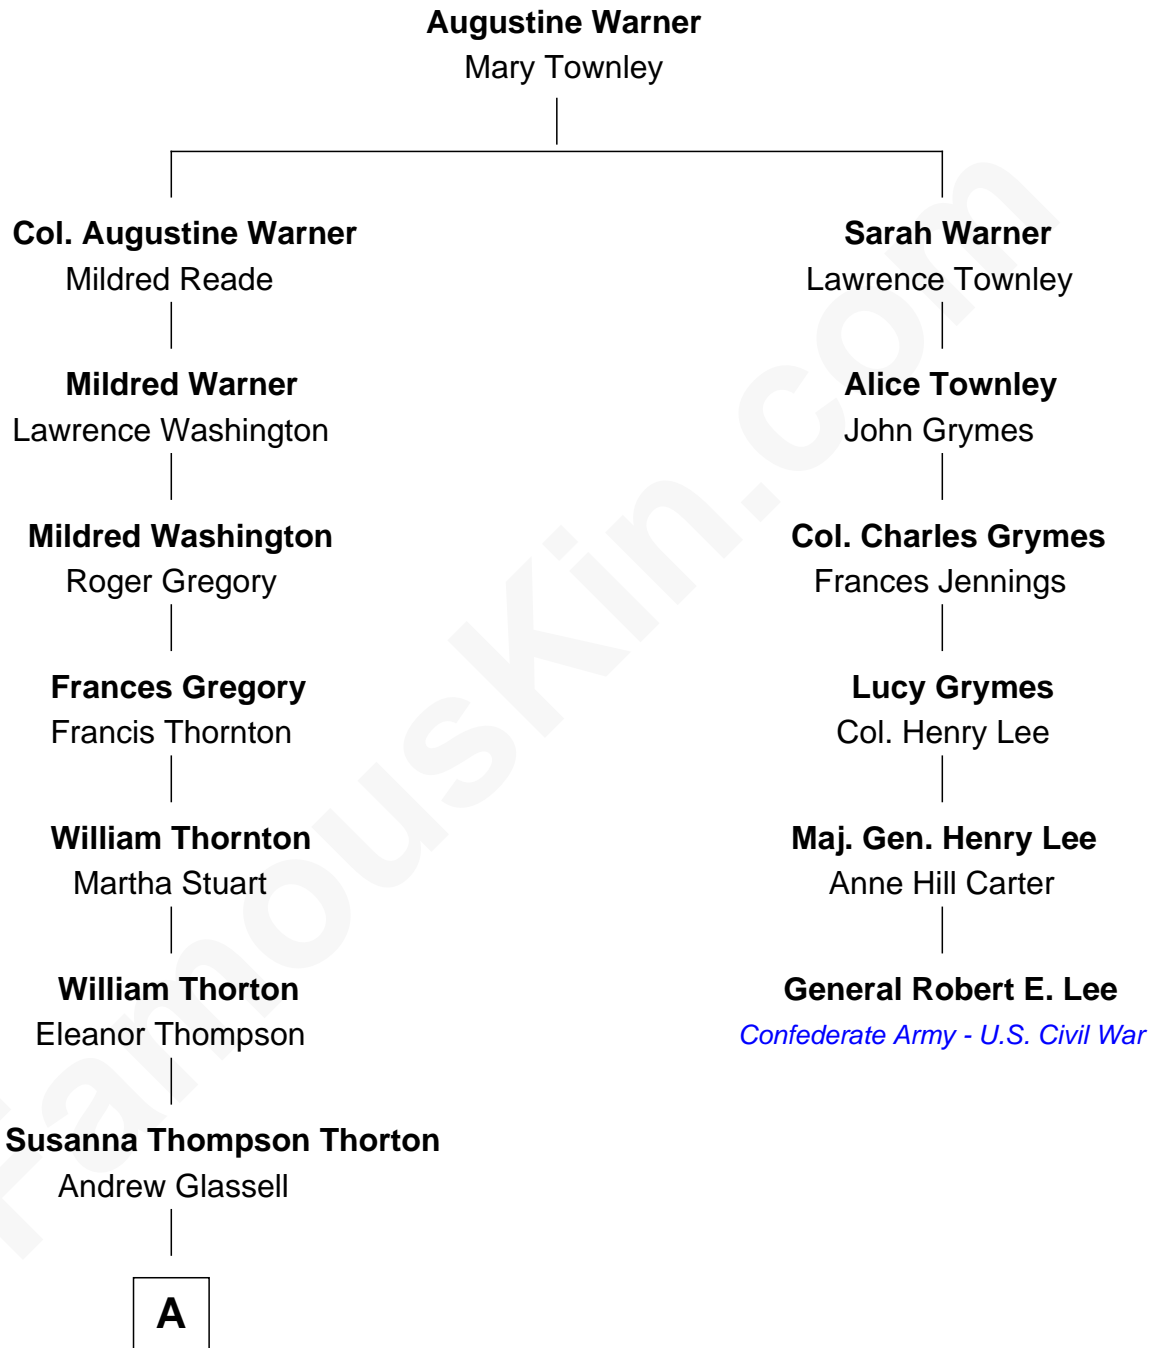 Augustine Warner
Mary Townley
Col. Augustine Warner
Mildred Reade
Sarah Warner
Lawrence Townley
Mildred Warner
Lawrence Washington
Alice Townley
John Grymes
Mildred Washington
Roger Gregory
Col. Charles Grymes
Frances Jennings
Frances Gregory
Francis Thornton
Lucy Grymes
Col. Henry Lee
William Thornton
Martha Stuart
Maj. Gen. Henry Lee
Anne Hill Carter
William Thorton
Eleanor Thompson
General Robert E. Lee
Confederate Army - U.S. Civil War
Susanna Thompson Thorton
Andrew Glassell
A
FamousKin.com